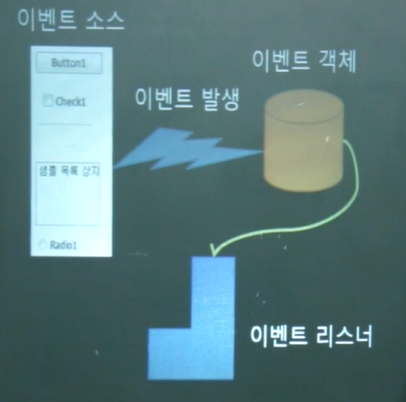 이벤트 소스
Button1
이벤트 객체
Check1
이벤트 발생
샘플 목록 상자
Radio1
이벤트 리스너